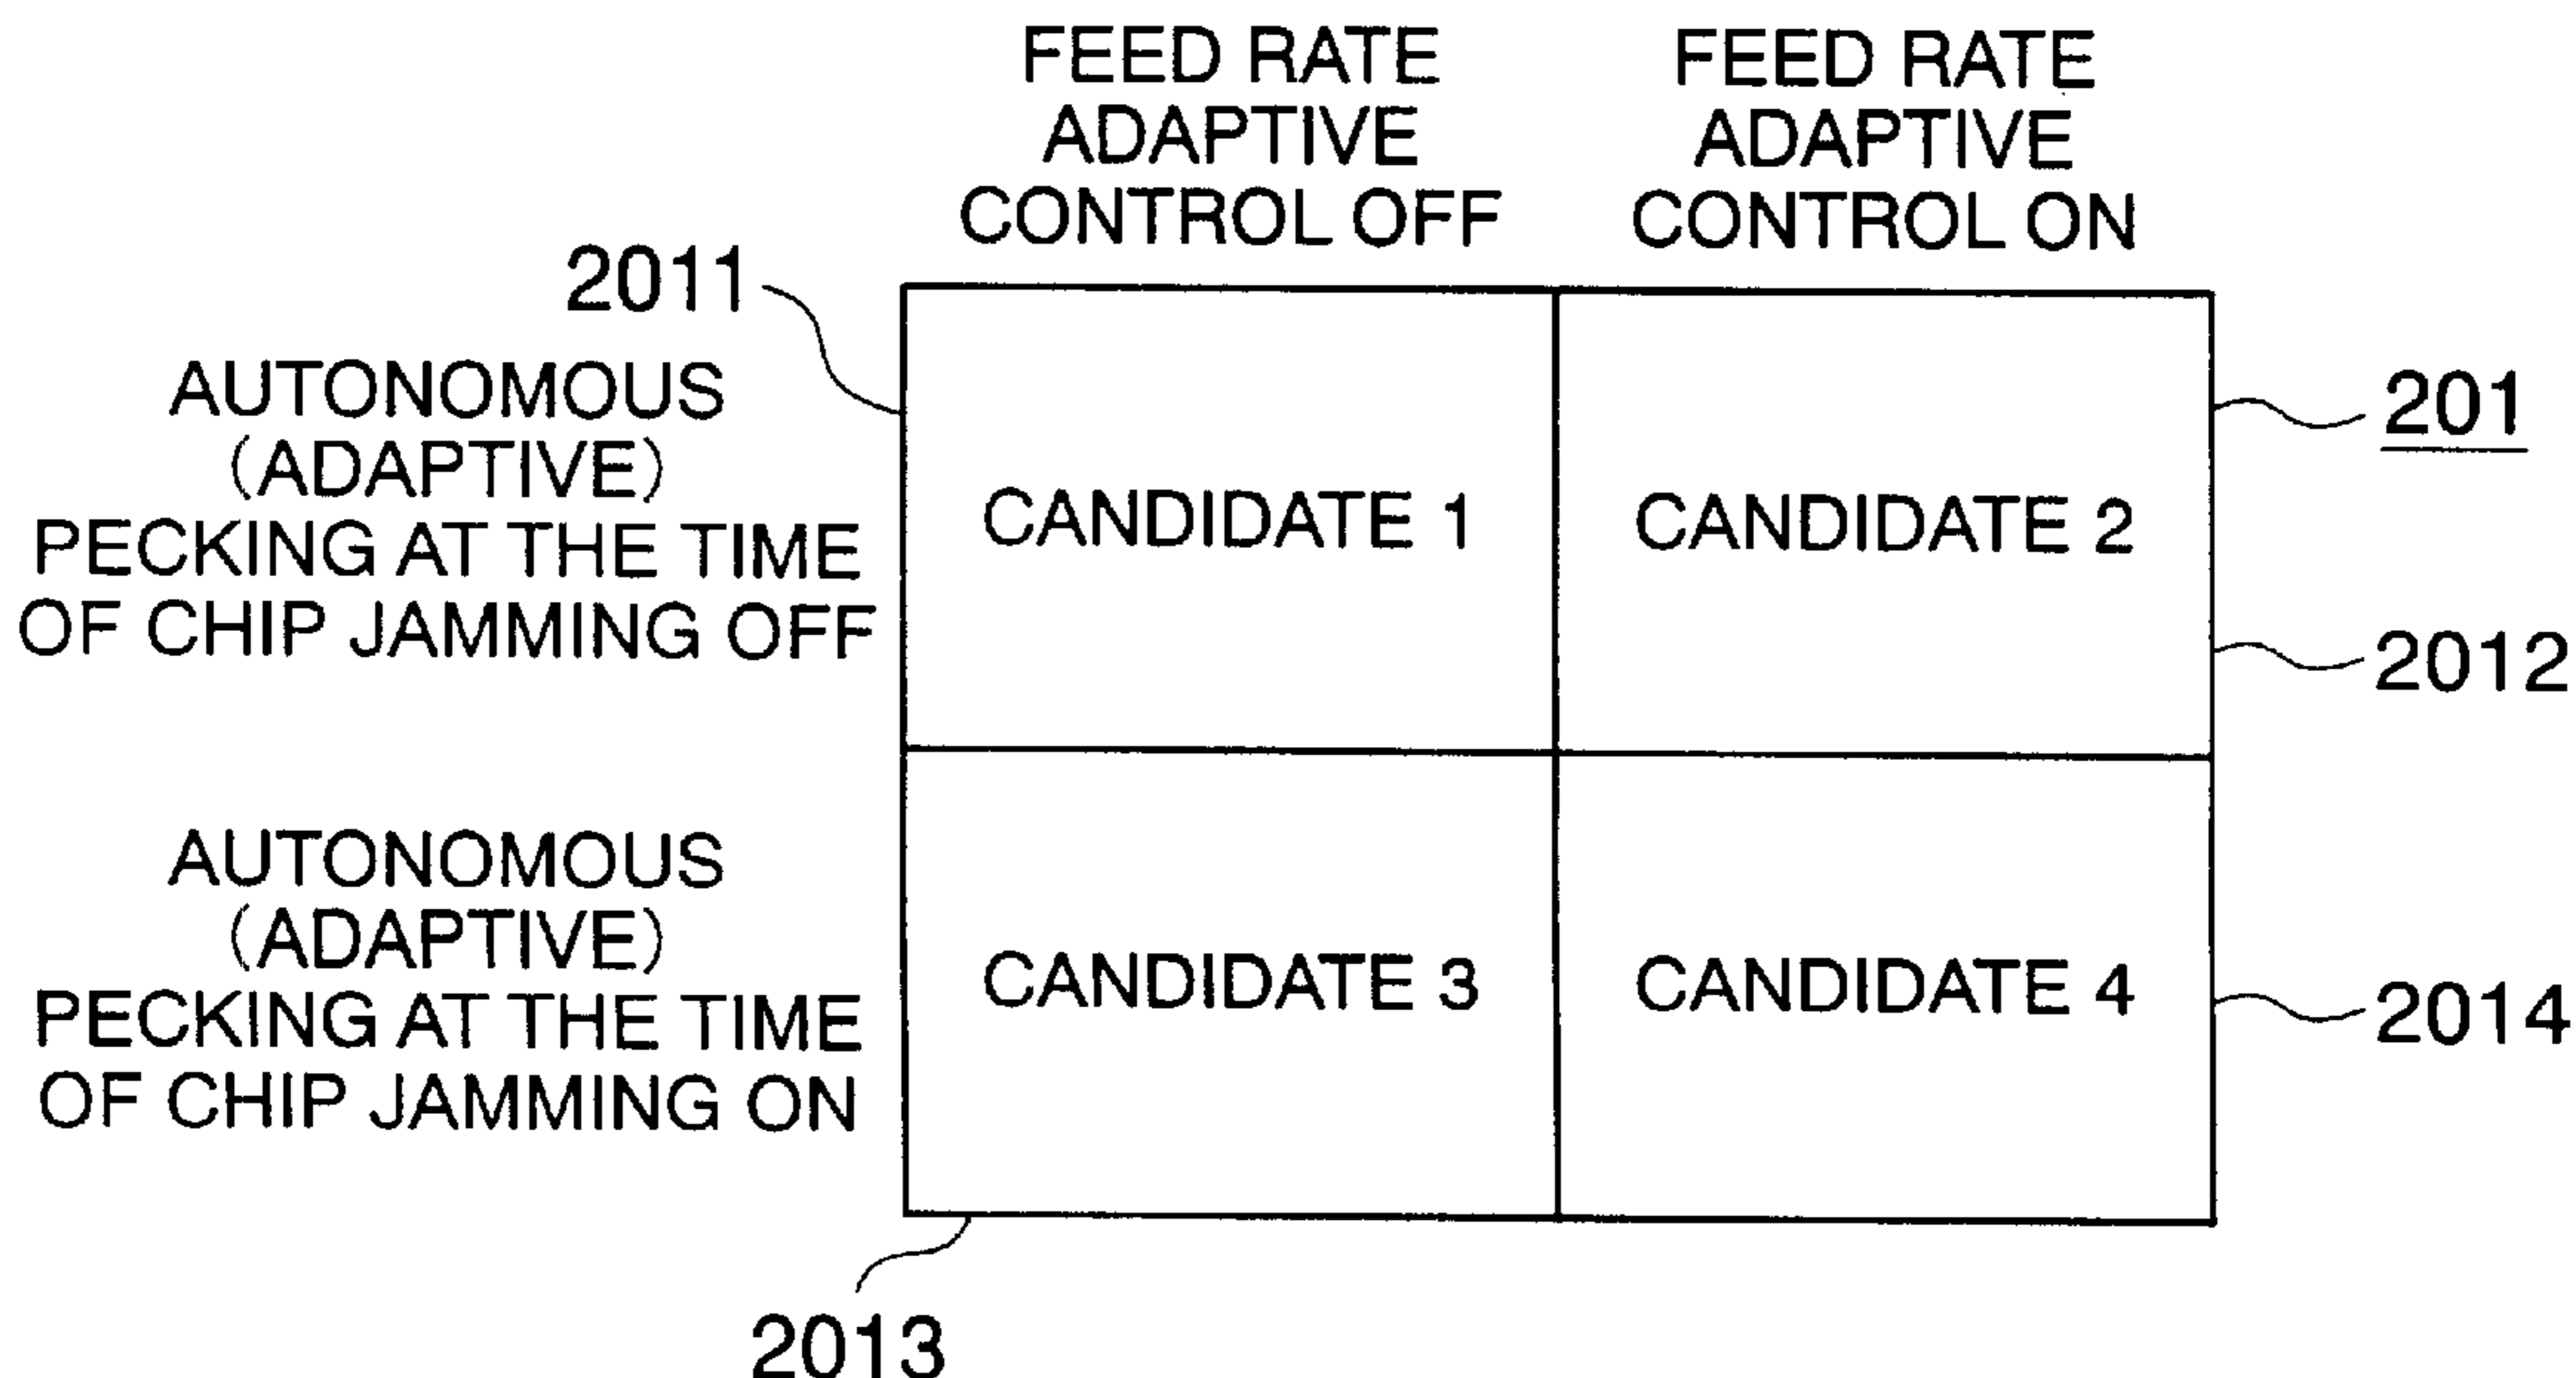 FEED RATE
ADAPTIVE
CONTROL OFF
FEED RATE
ADAPTIVE
CONTROL ON
2011
AUTONOMOUS
(ADAPTIVE)
PECKING AT THE TIME
OF CHIP JAMMING OFF
CANDIDATE 1
CANDIDATE 2
201
2012
AUTONOMOUS
(ADAPTIVE)
PECKING AT THE TIME
OF CHIP JAMMING ON
CANDIDATE 3
CANDIDATE 4
2014
2013